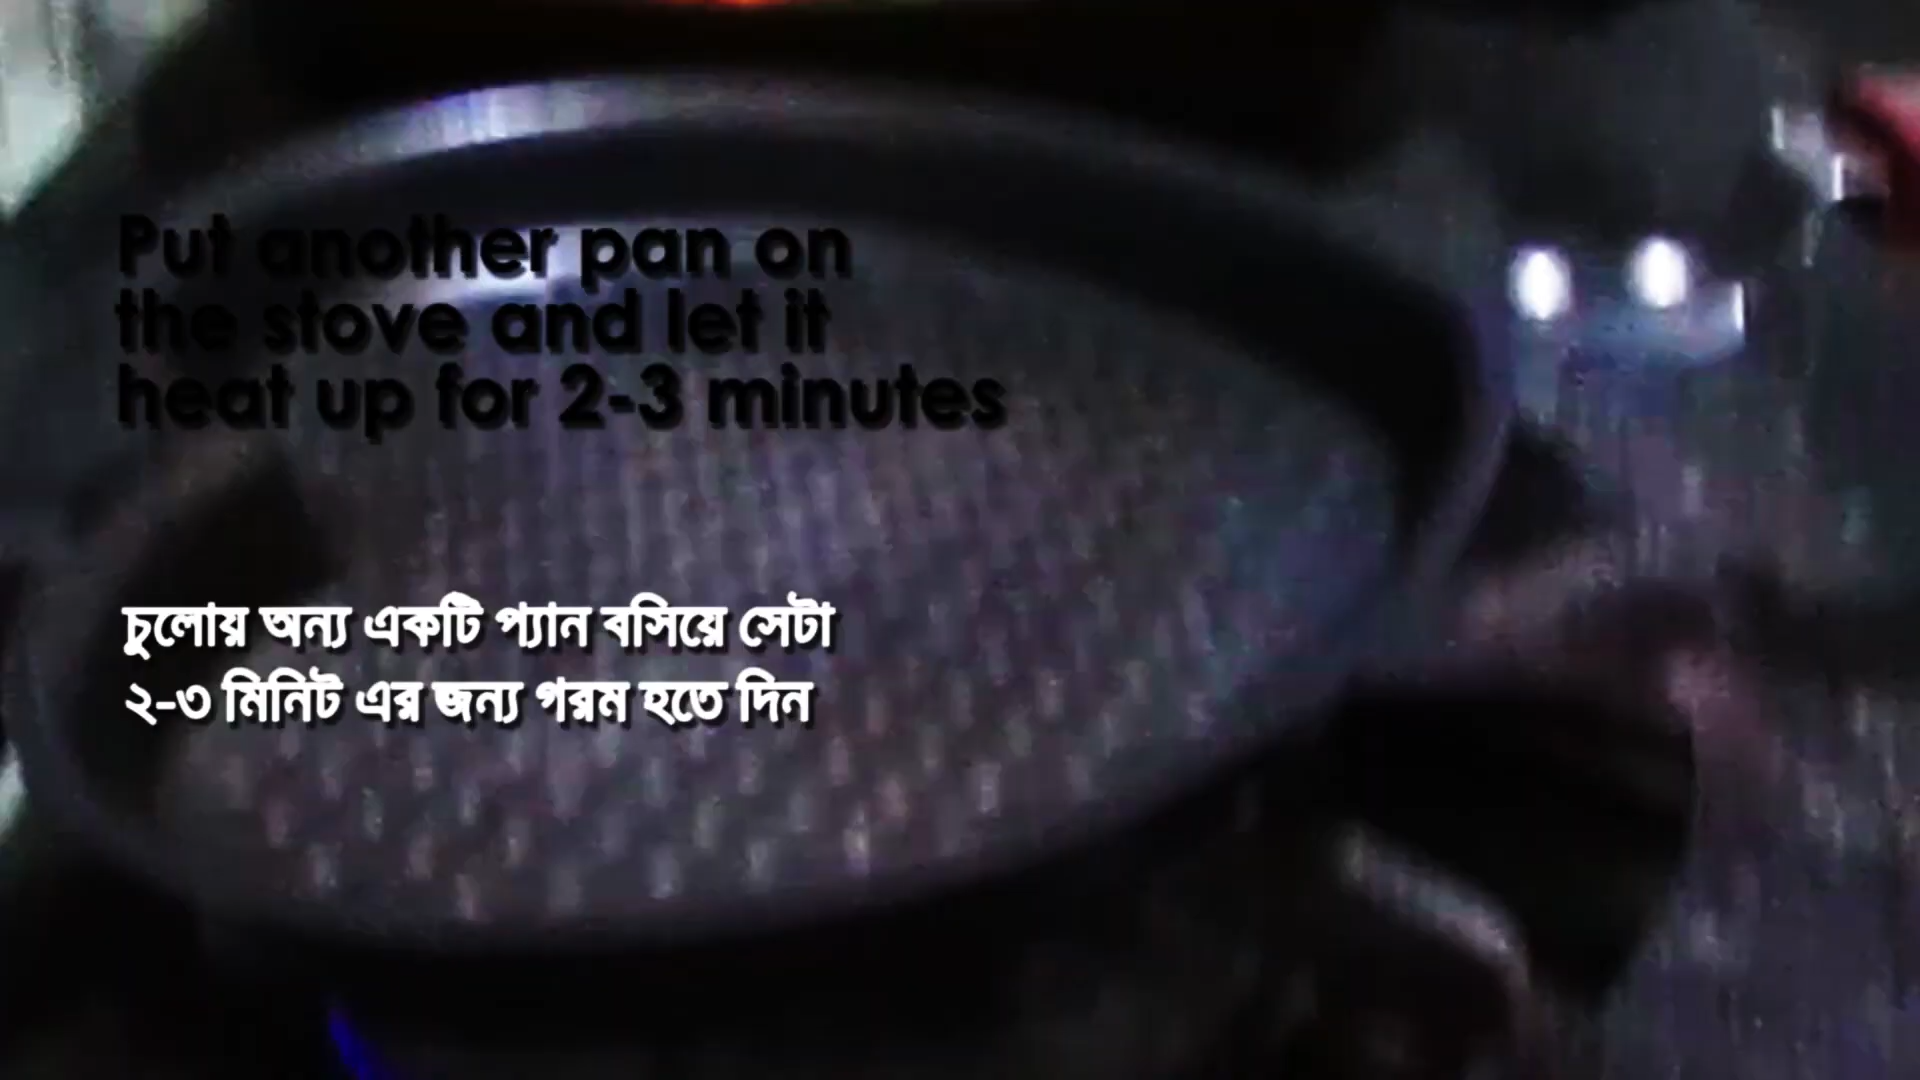 Put another pan on
the stove and let it
heat up for 2-3 minutes
চুলোয় অন্য একটি প্যান বসিয়ে সেটা
২-৩ মিনিট এর জন্য গরম হতে দিন